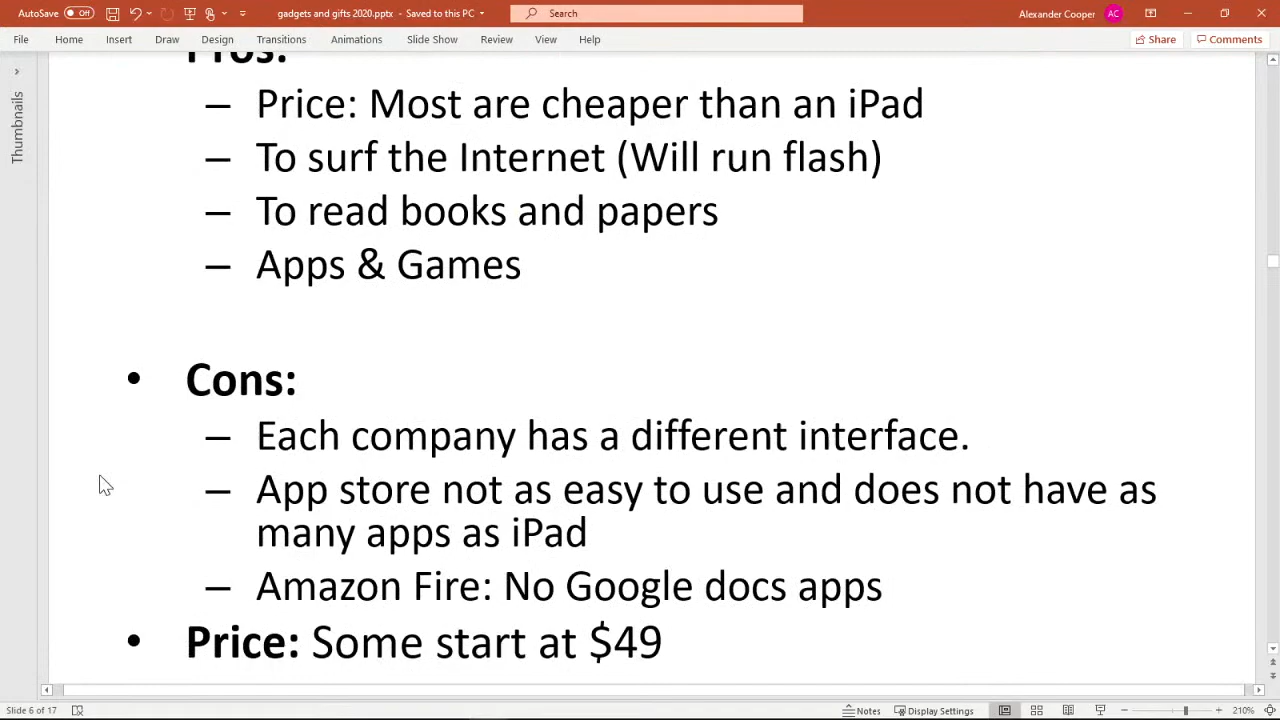 AutoSave Off gadgets and gifts 2020.pptx - Saved to this PC Search Alexander Cooper AC
File Home Insert Draw Design Transitions Animations Slide Show Review View Help Share Comments
Thumbnails
Pros:
– Price: Most are cheaper than an iPad
– To surf the Internet (Will run flash)
– To read books and papers
– Apps & Games
• Cons:
– Each company has a different interface.
– App store not as easy to use and does not have as
many apps as iPad
– Amazon Fire: No Google docs apps
• Price: Some start at $49
Slide 6 of 17 Notes Display Settings 210%